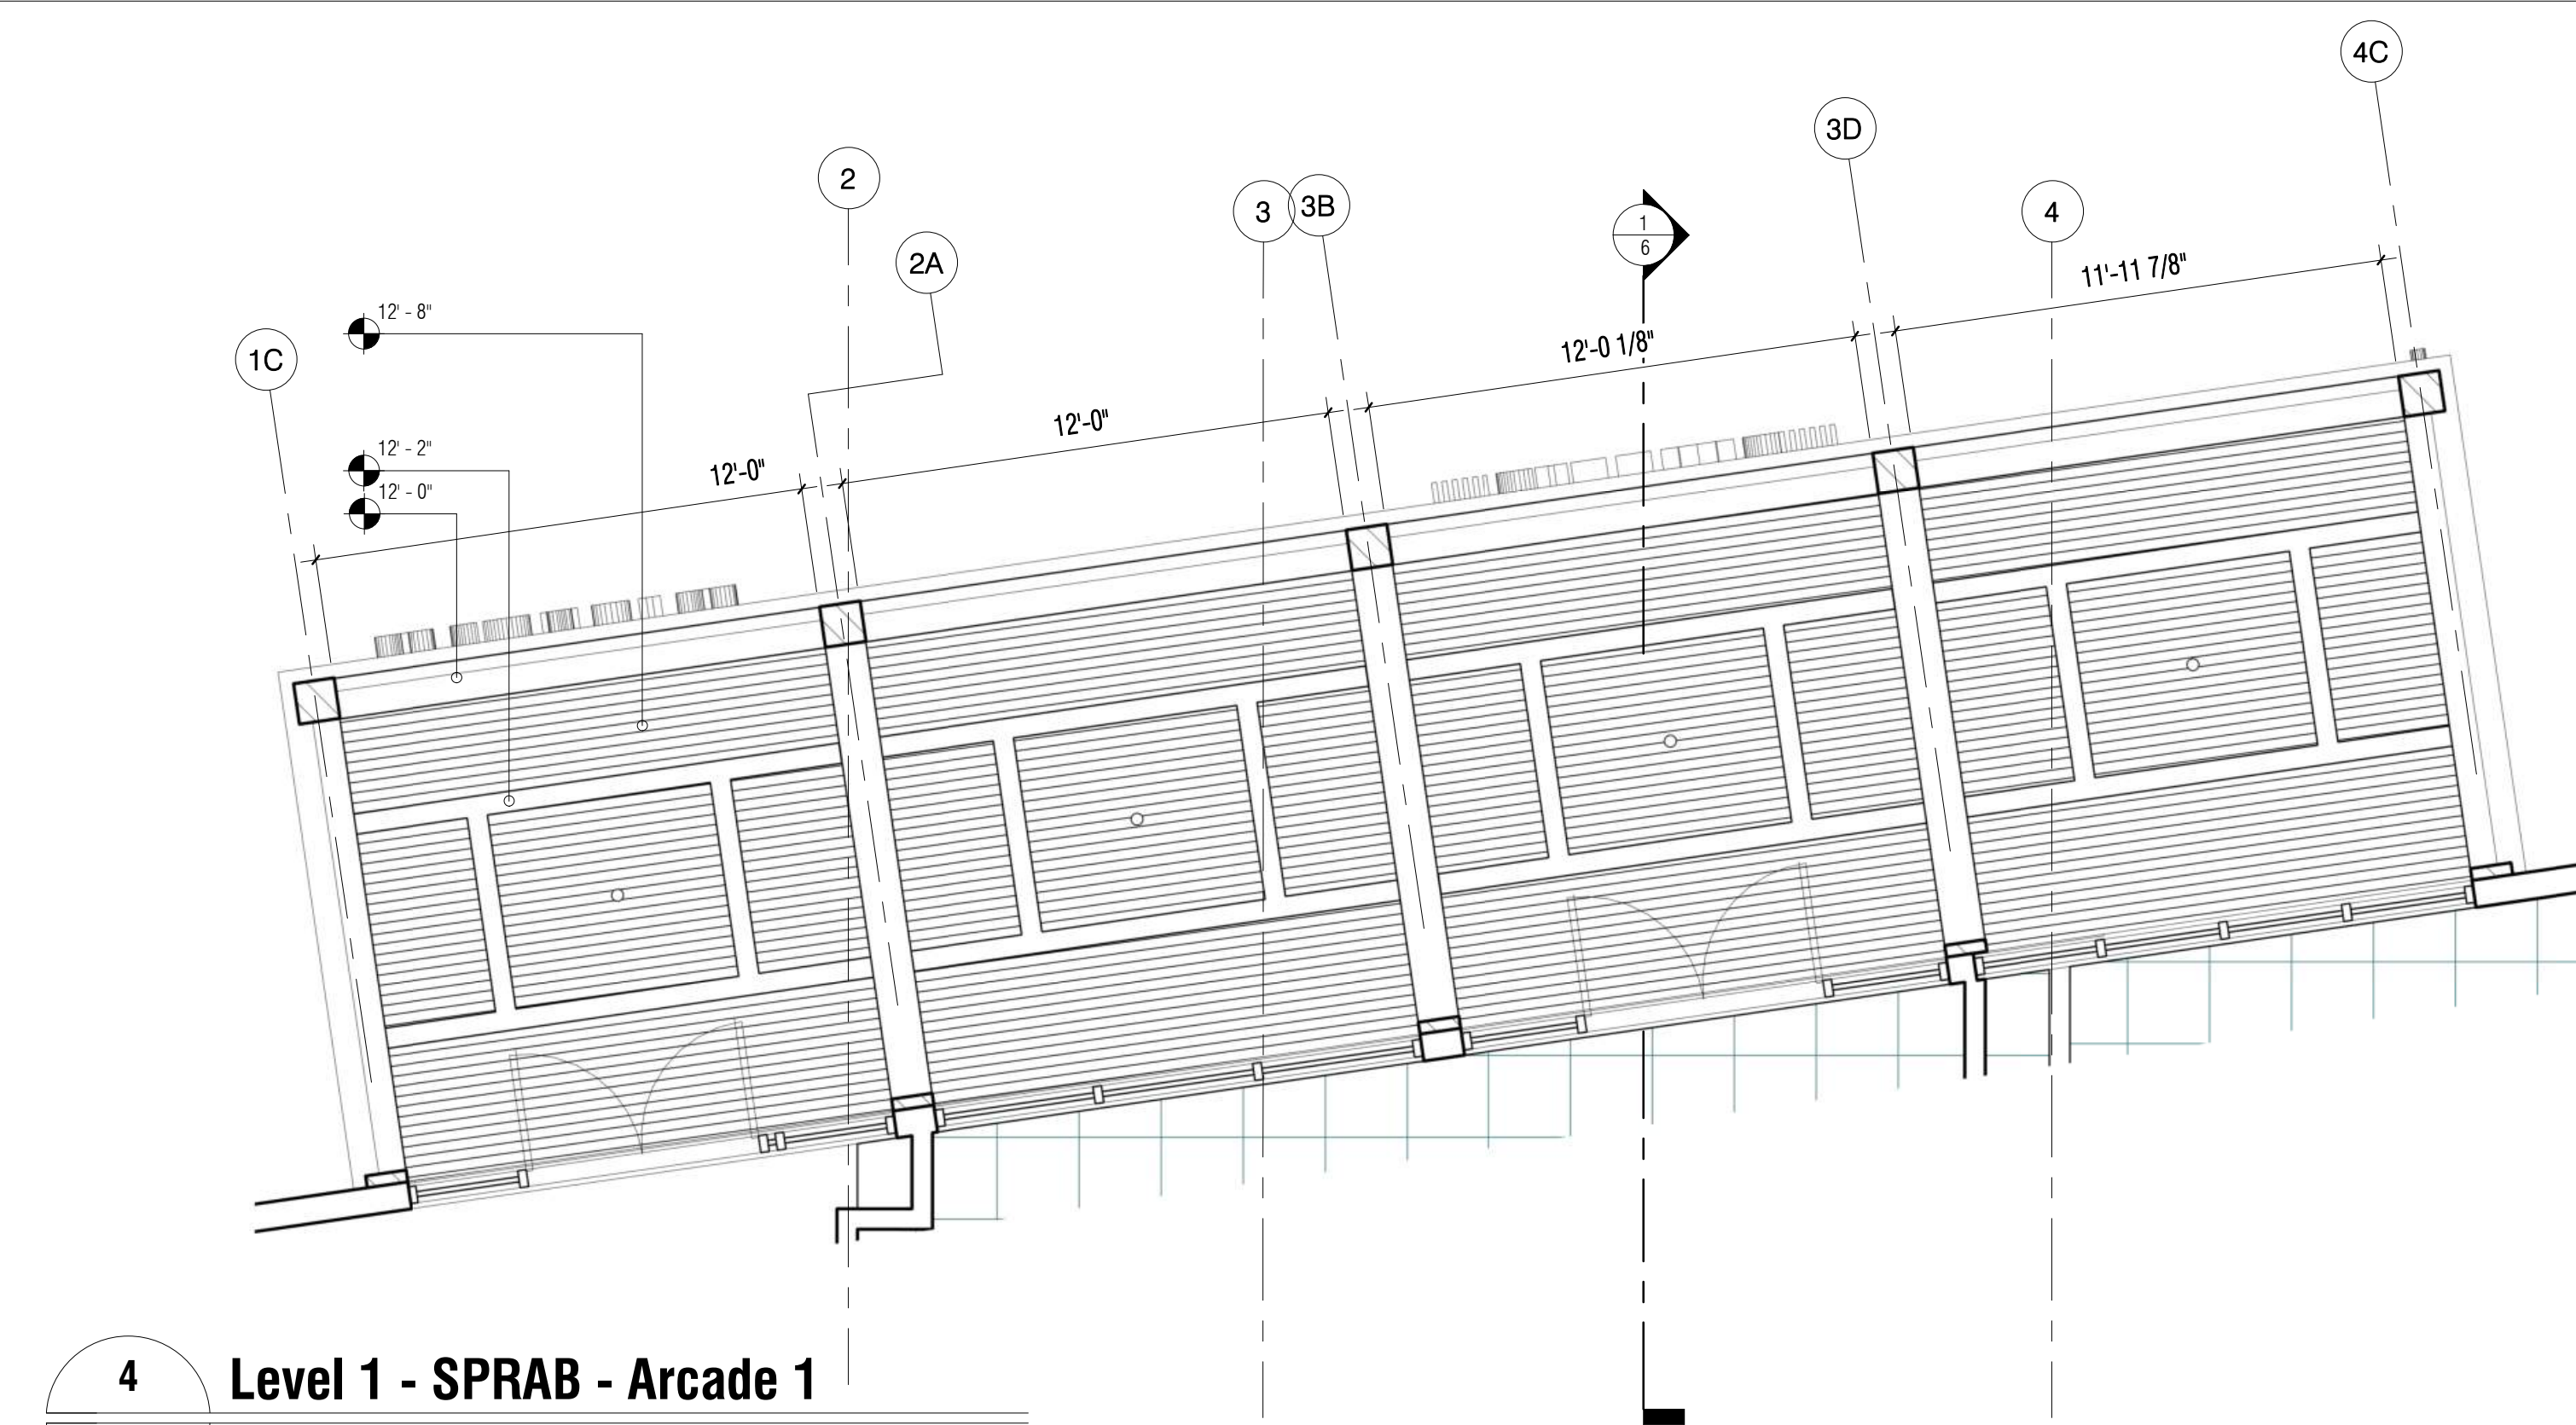 4C
3D
2
3
3B
4
1
6
2A
11'-11 7/8"
12' - 8"
12'-0 1/8"
1C
12'-0"
12' - 2"
12'-0"
12' - 0"
4
Level 1 - SPRAB - Arcade 1